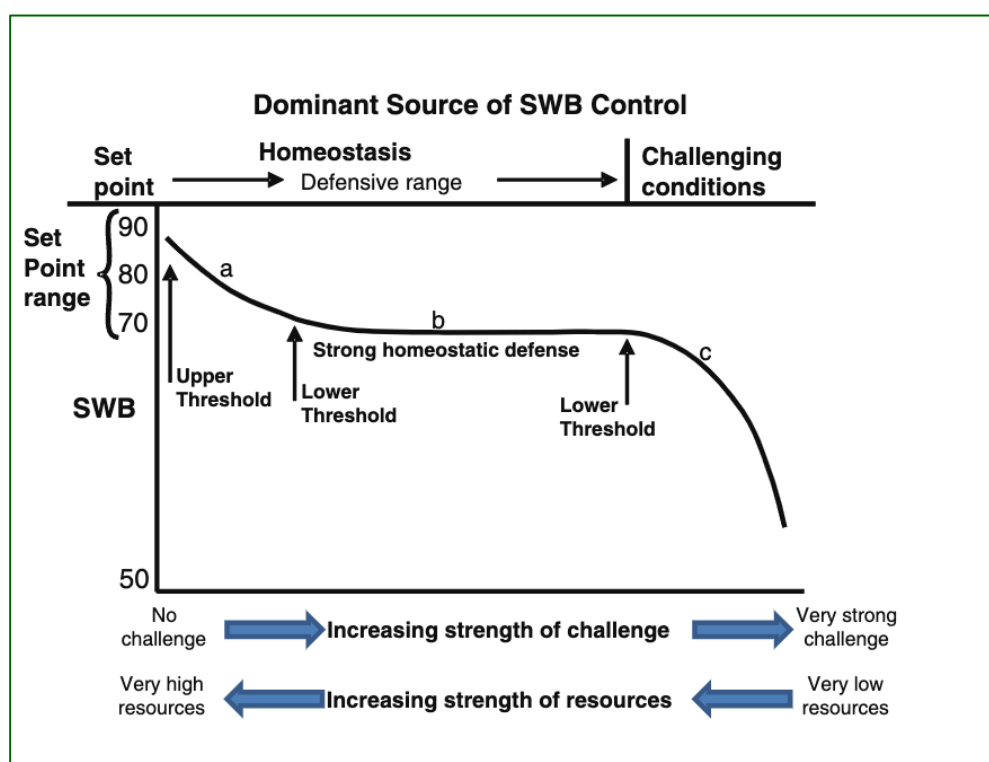 Dominant Source of SWB Control
Set
point
Homeostasis
Defensive range
Challenging
conditions
Set
Point
range
90
80
70
a
b
c
Strong homeostatic defense
Upper
Threshold
Lower
Threshold
Lower
Threshold
SWB
50
No
challenge
Increasing strength of challenge
Very strong
challenge
Very high
resources
Increasing strength of resources
Very low
resources